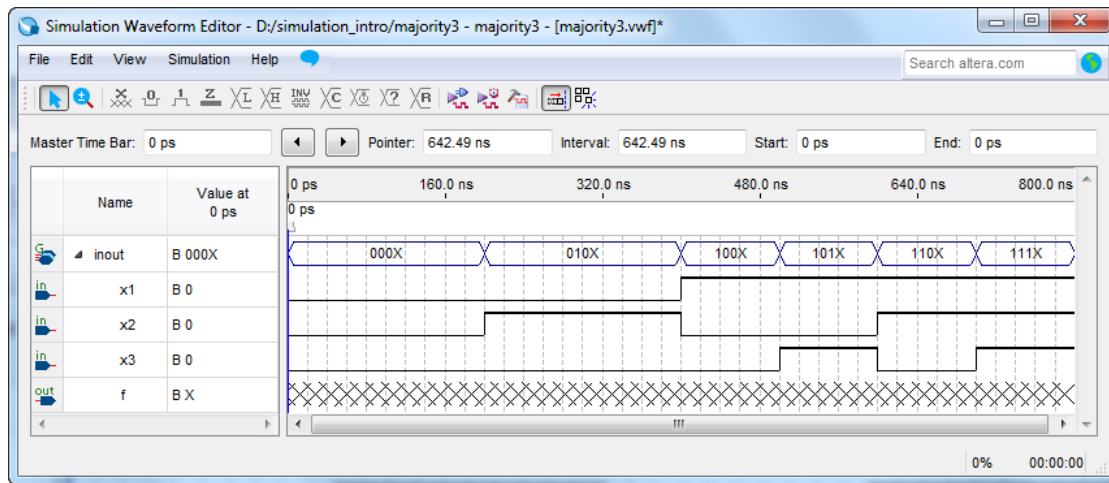 Simulation Waveform Editor - D:/simulation_intro/majority3 - majority3 - [majority3.vwf]*
File Edit View Simulation Help
Search altera.com
Master Time Bar: 0 ps Pointer: 642.49 ns Interval: 642.49 ns Start: 0 ps End: 0 ps
Name Value at 0 ps
0 ps 160.0 ns 320.0 ns 480.0 ns 640.0 ns 800.0 ns
0 ps
inout B 000X 000X 010X 100X 101X 110X 111X
in x1 B 0
in x2 B 0
in x3 B 0
out f B X
0% 00:00:00